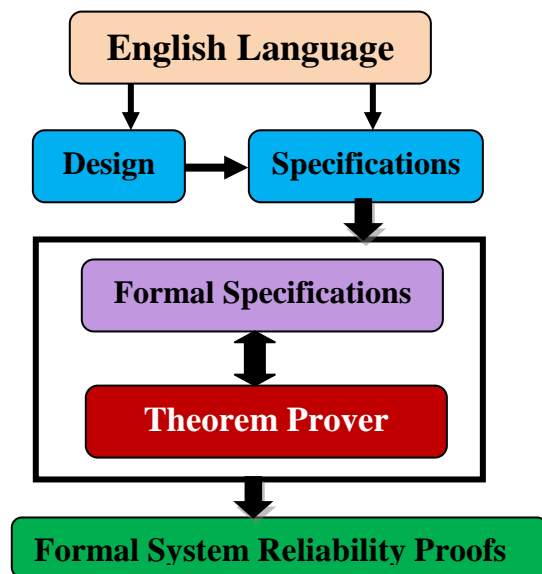 English Language
Design
Specifications
Formal Specifications
Theorem Prover
Formal System Reliability Proofs